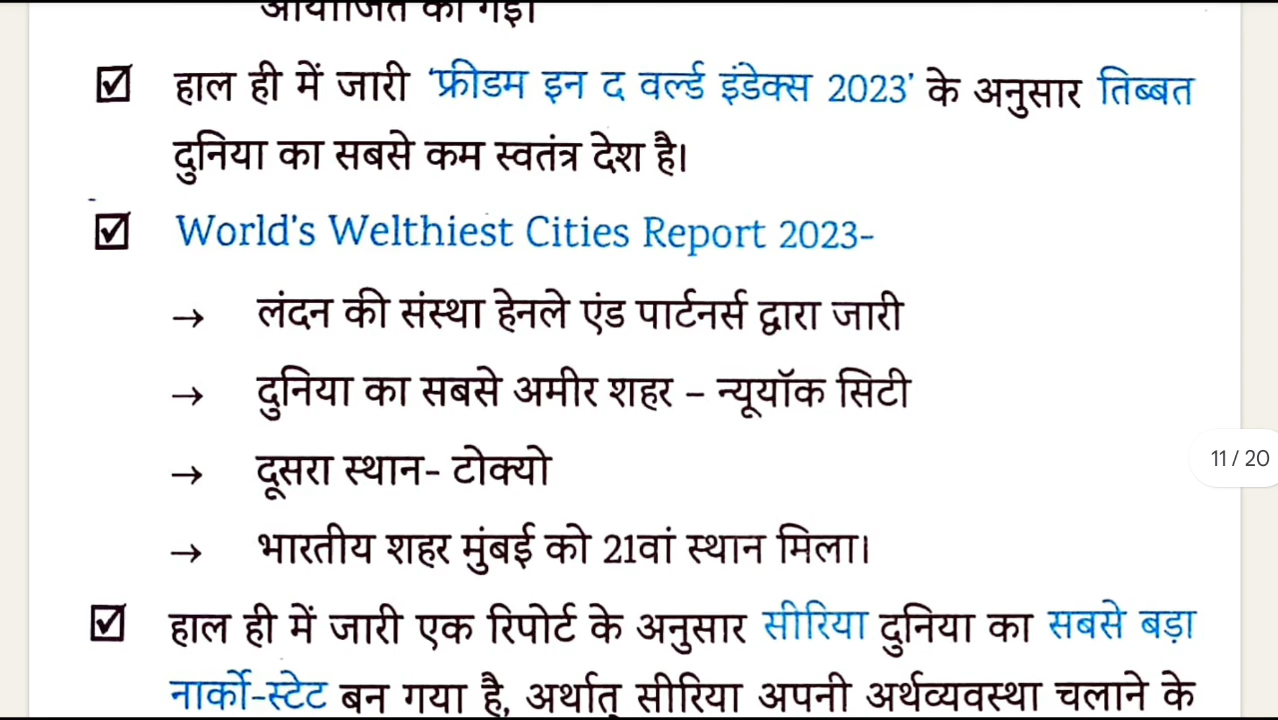 आयोजित की गई।
हाल ही में जारी 'फ्रीडम इन द वर्ल्ड इंडेक्स 2023' के अनुसार तिब्बत
दुनिया का सबसे कम स्वतंत्र देश है।
World's Welthiest Cities Report 2023-
→ लंदन की संस्था हेनले एंड पार्टनर्स द्वारा जारी
→ दुनिया का सबसे अमीर शहर – न्यूयॉक सिटी
→ दूसरा स्थान- टोक्यो
→ भारतीय शहर मुंबई को 21वां स्थान मिला।
11 / 20
हाल ही में जारी एक रिपोर्ट के अनुसार सीरिया दुनिया का सबसे बड़ा
नार्को-स्टेट बन गया है, अर्थात् सीरिया अपनी अर्थव्यवस्था चलाने के